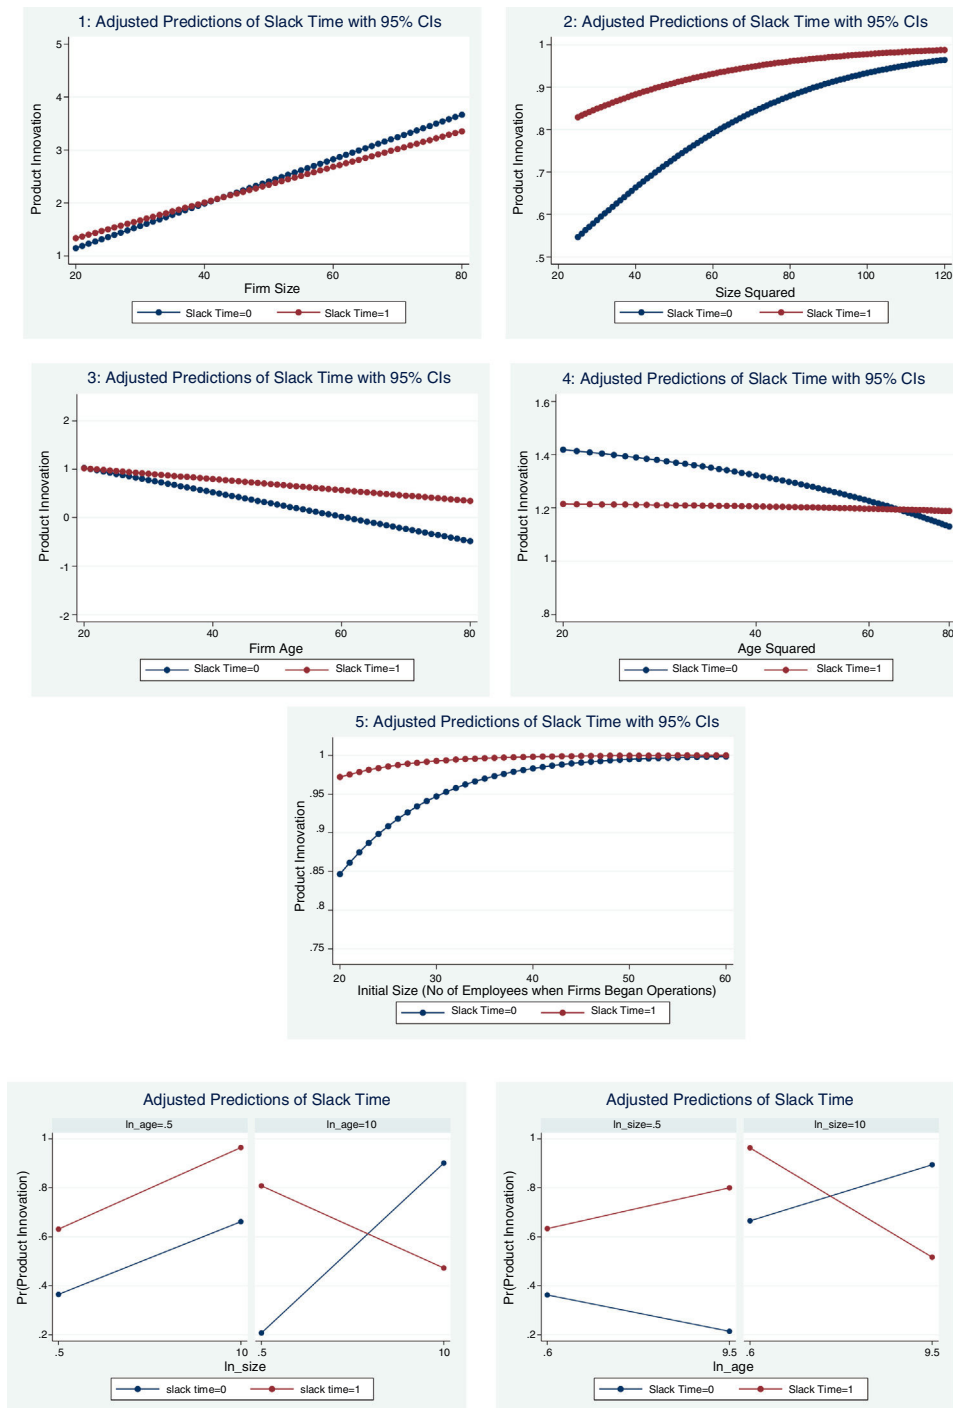 1: Adjusted Predictions of Slack Time with 95% CIs
5
4
3
2
1
Product Innovation
20 40 60 80
Firm Size
Slack Time=0 Slack Time=1
2: Adjusted Predictions of Slack Time with 95% CIs
1
.9
.8
.7
.6
.5
Product Innovation
20 40 60 80 100 120
Size Squared
Slack Time=0 Slack Time=1
3: Adjusted Predictions of Slack Time with 95% CIs
2
1
0
-1
-2
Product Innovation
20 40 60 80
Firm Age
Slack Time=0 Slack Time=1
4: Adjusted Predictions of Slack Time with 95% CIs
1.6
1.4
1.2
1
.8
Product Innovation
20 40 60 80
Age Squared
Slack Time=0 Slack Time=1
5: Adjusted Predictions of Slack Time with 95% CIs
1
.95
.9
.85
.8
.75
Product Innovation
20 30 40 50 60
Initial Size (No of Employees when Firms Began Operations)
Slack Time=0 Slack Time=1
Adjusted Predictions of Slack Time
ln_age=.5 ln_age=10
1
.8
.6
.4
.2
Pr(Product Innovation)
.5 10 .5 10
ln_size
slack time=0 slack time=1
Adjusted Predictions of Slack Time
ln_size=.5 ln_size=10
1
.8
.6
.4
.2
Pr(Product Innovation)
.6 9.5 .6 9.5
ln_age
Slack Time=0 Slack Time=1